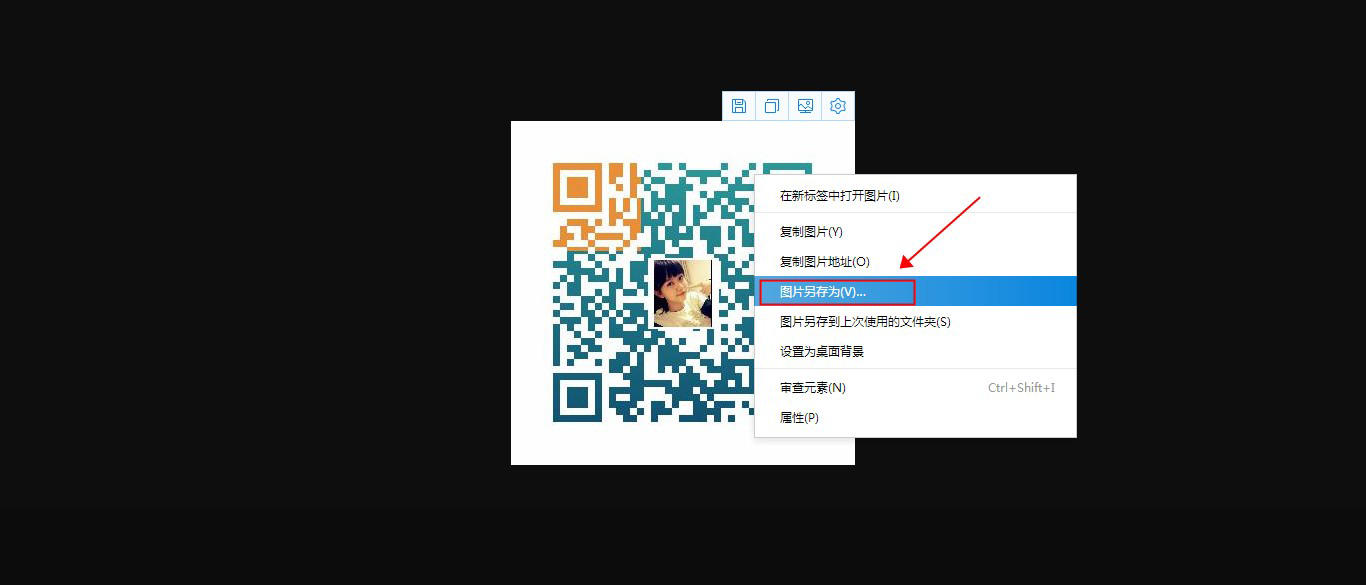 在新标签中打开图片(I)
复制图片(Y)
复制图片地址(O)
图片另存为(V)...
图片另存到上次使用的文件夹(S)
设置为桌面背景
审查元素(N) Ctrl+Shift+I
属性(P)